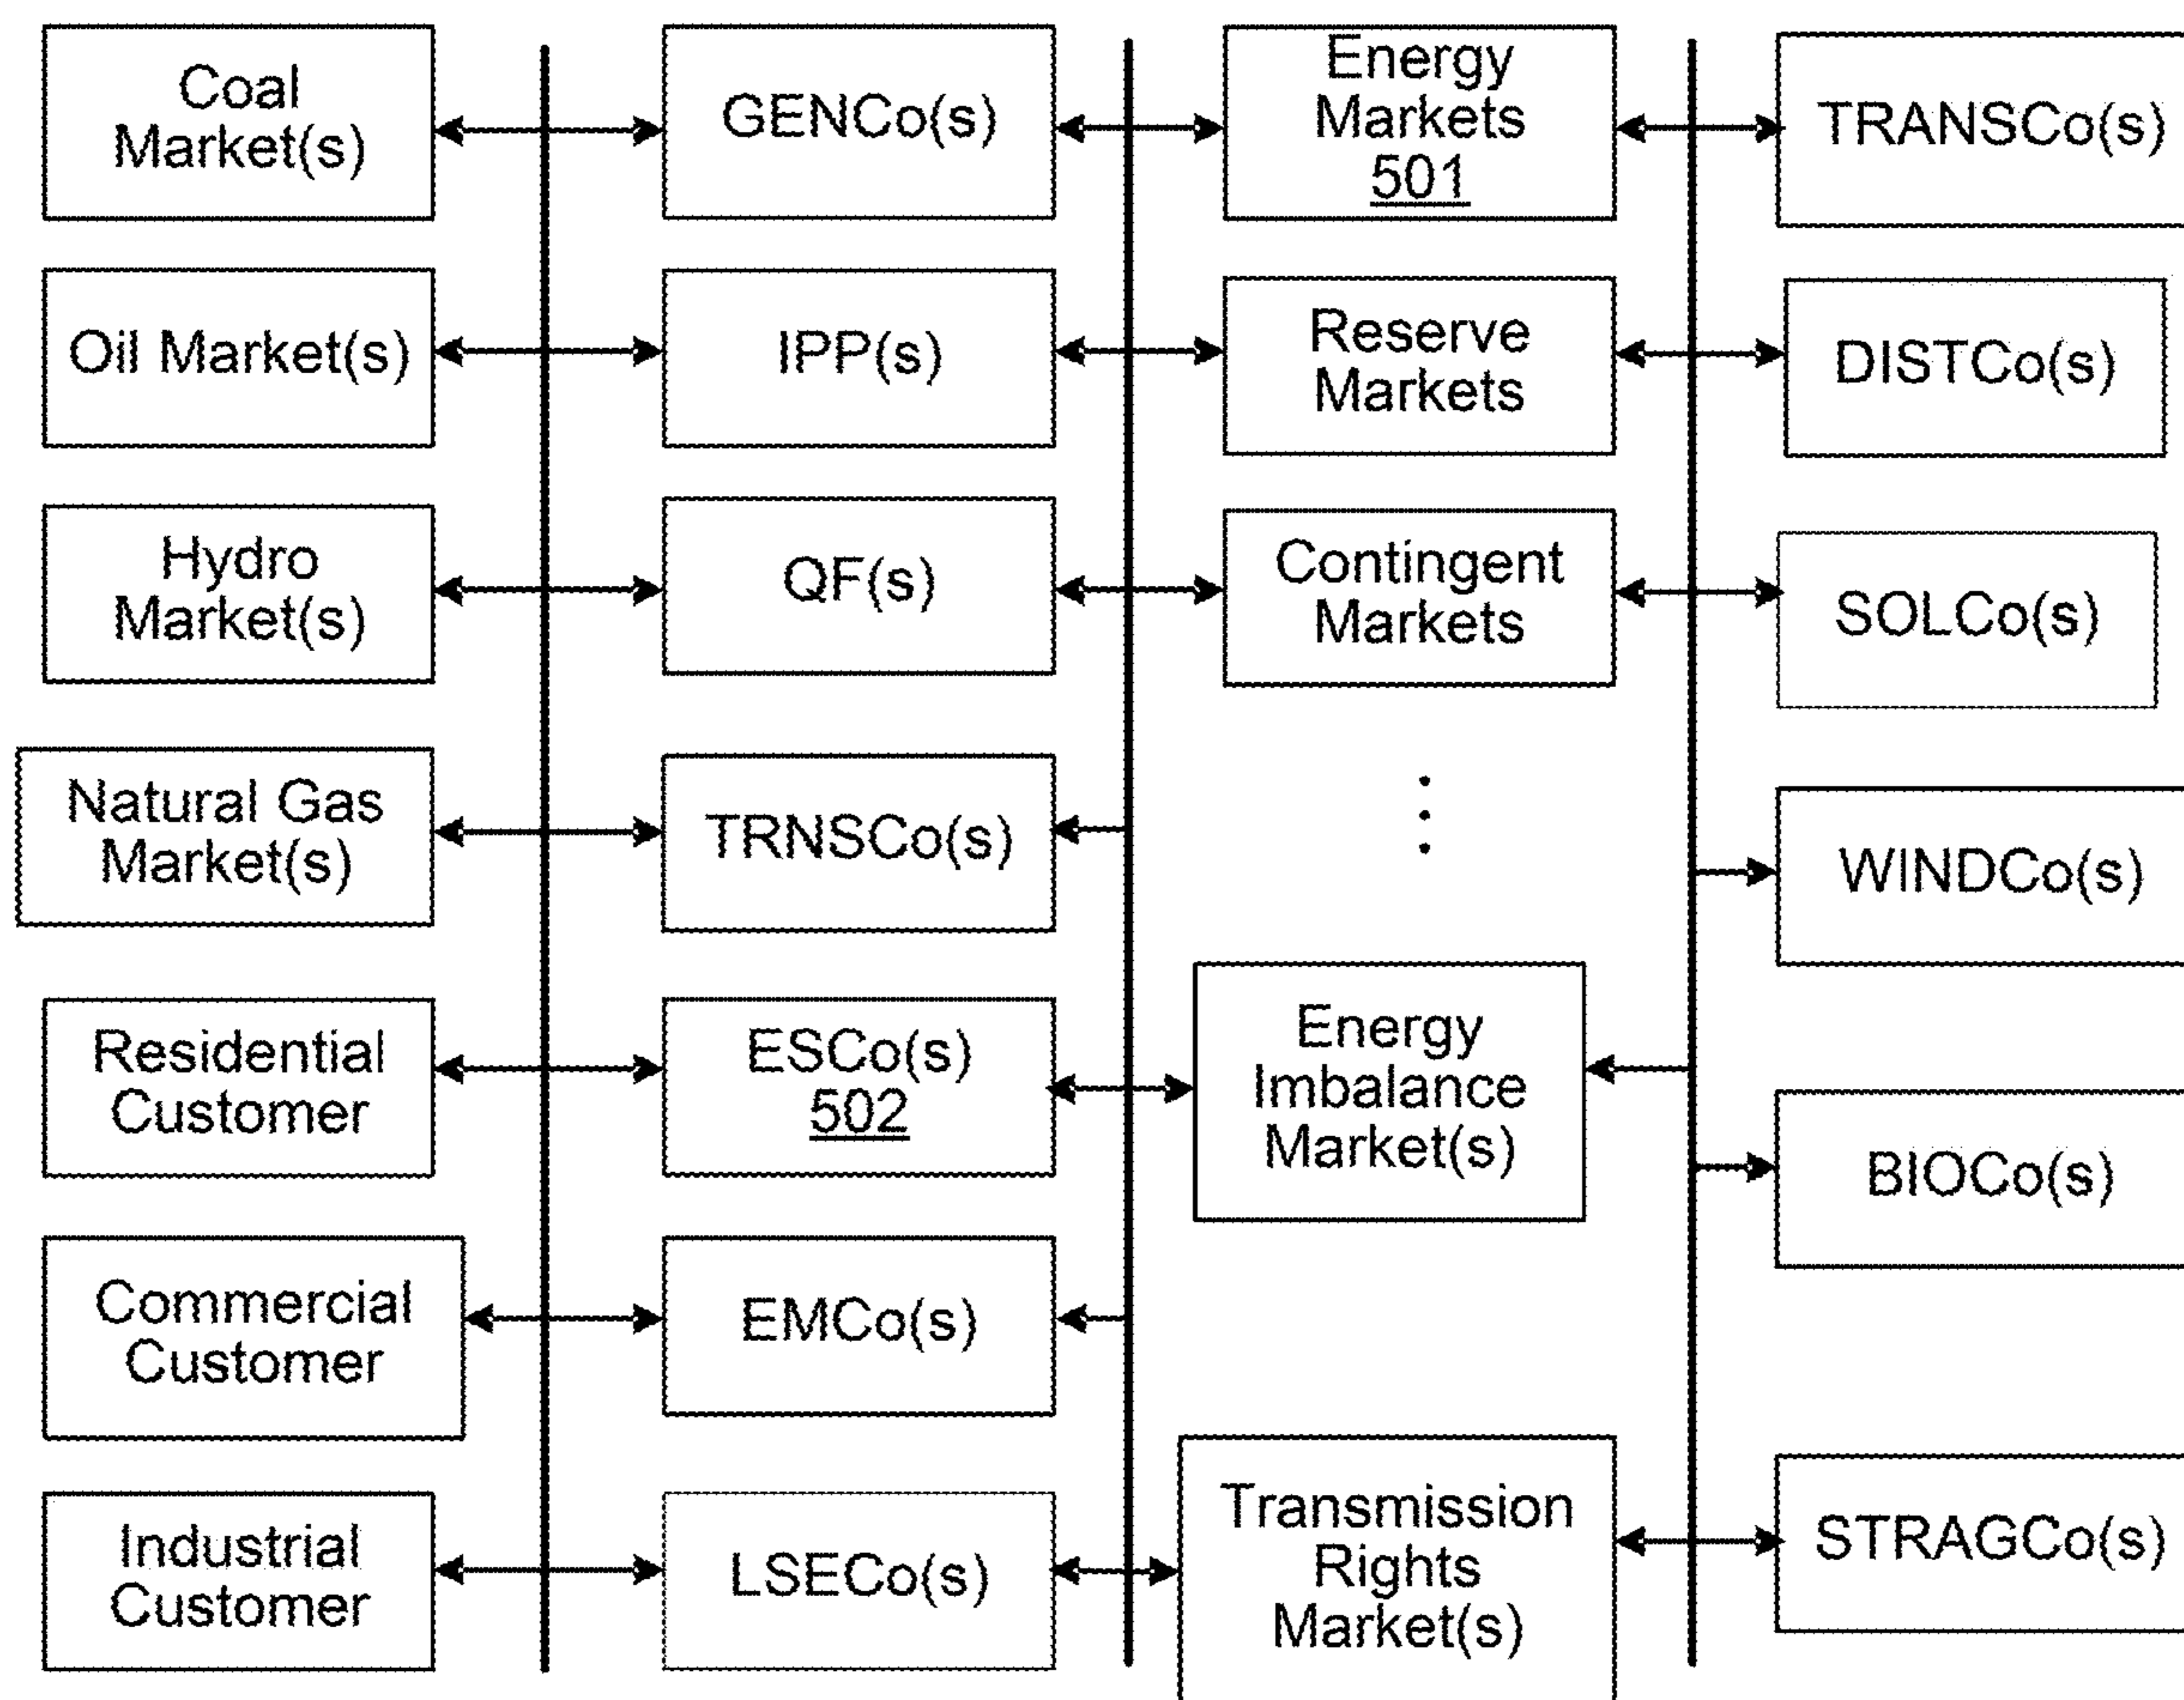 Coal
Market(s)
GENCo(s)
Energy
Markets
501
TRANSCo(s)
Oil Market(s)
IPP(s)
Reserve
Markets
DISTCo(s)
Hydro
Market(s)
QF(s)
Contingent
Markets
SOLCo(s)
Natural Gas
Market(s)
TRNSCo(s)
WINDCo(s)
Residential
Customer
ESCo(s)
502
Energy
Imbalance
Market(s)
BIOCo(s)
Commercial
Customer
EMCo(s)
Industrial
Customer
LSECo(s)
Transmission
Rights
Market(s)
STRAGCo(s)